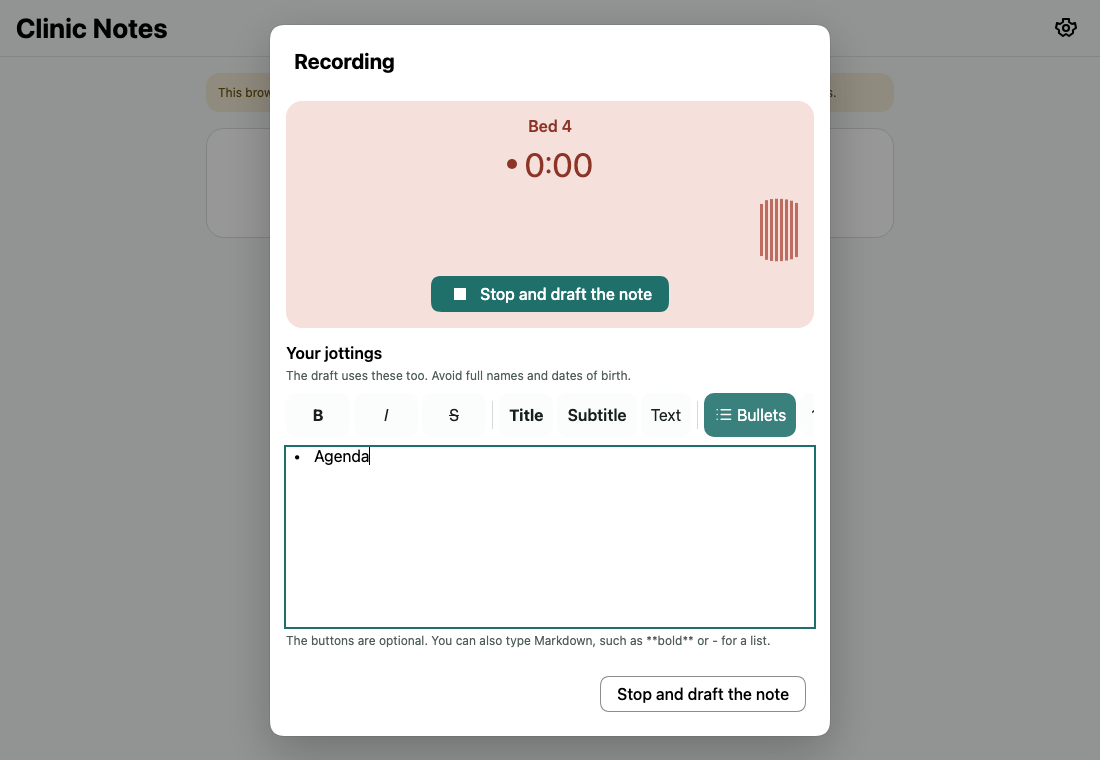 Clinic Notes
This brow
s.
Recording
Bed 4
0:00
Stop and draft the note
Your jottings
The draft uses these too. Avoid full names and dates of birth.
B I S Title Subtitle Text Bullets
• Agenda
The buttons are optional. You can also type Markdown, such as **bold** or - for a list.
Stop and draft the note